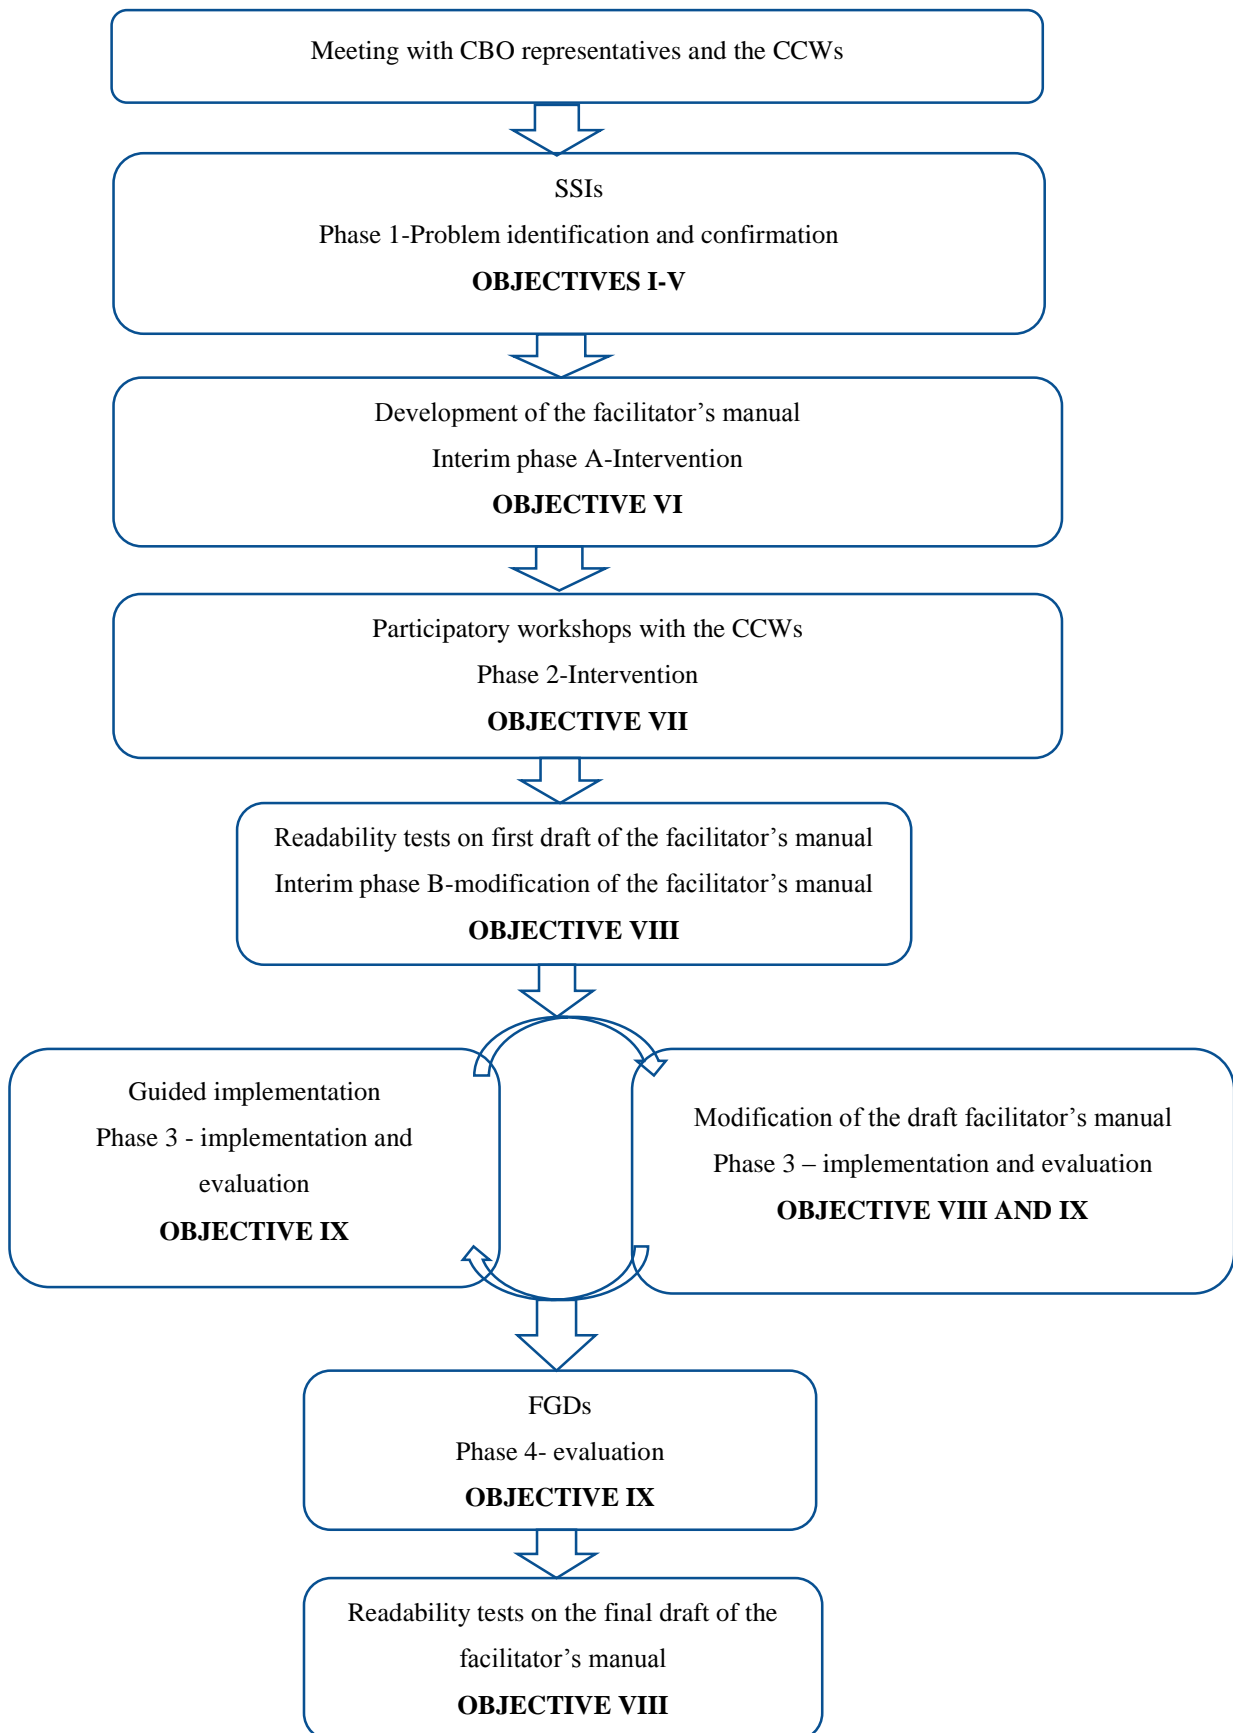 Meeting with CBO representatives and the CCWs
SSIs
Phase 1-Problem identification and confirmation
OBJECTIVES I-V
Development of the facilitator’s manual
Interim phase A-Intervention
OBJECTIVE VI
Participatory workshops with the CCWs
Phase 2-Intervention
OBJECTIVE VII
Readability tests on first draft of the facilitator’s manual
Interim phase B-modification of the facilitator’s manual
OBJECTIVE VIII
Guided implementation
Phase 3 - implementation and
evaluation
OBJECTIVE IX
Modification of the draft facilitator’s manual
Phase 3 – implementation and evaluation
OBJECTIVE VIII AND IX
FGDs
Phase 4- evaluation
OBJECTIVE IX
Readability tests on the final draft of the
facilitator’s manual
OBJECTIVE VIII